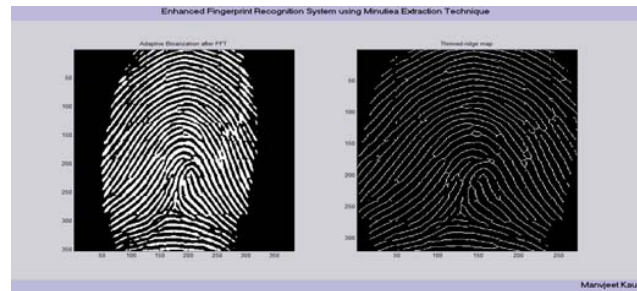 Enhanced Fingerprint Recognition System using Minutiea Extraction Technique
Adaptive Binarization after FFT
Thinned ridge map
50
100
150
200
250
300
350
50 100 150 200 250 300 350
50
100
150
200
250
300
50 100 150 200 250
Manvjeet Kau